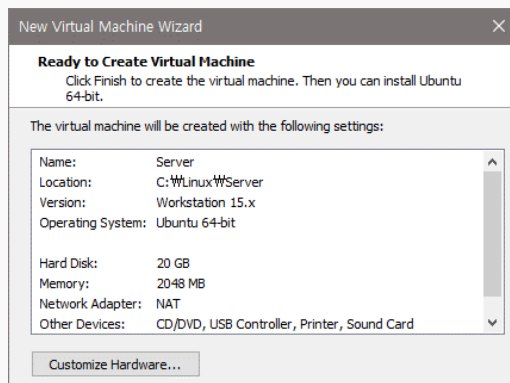 New Virtual Machine Wizard
Ready to Create Virtual Machine
Click Finish to create the virtual machine. Then you can install Ubuntu
64-bit.
The virtual machine will be created with the following settings:
Name: Server
Location: C:₩Linux₩Server
Version: Workstation 15.x
Operating System: Ubuntu 64-bit
Hard Disk: 20 GB
Memory: 2048 MB
Network Adapter: NAT
Other Devices: CD/DVD, USB Controller, Printer, Sound Card
Customize Hardware...